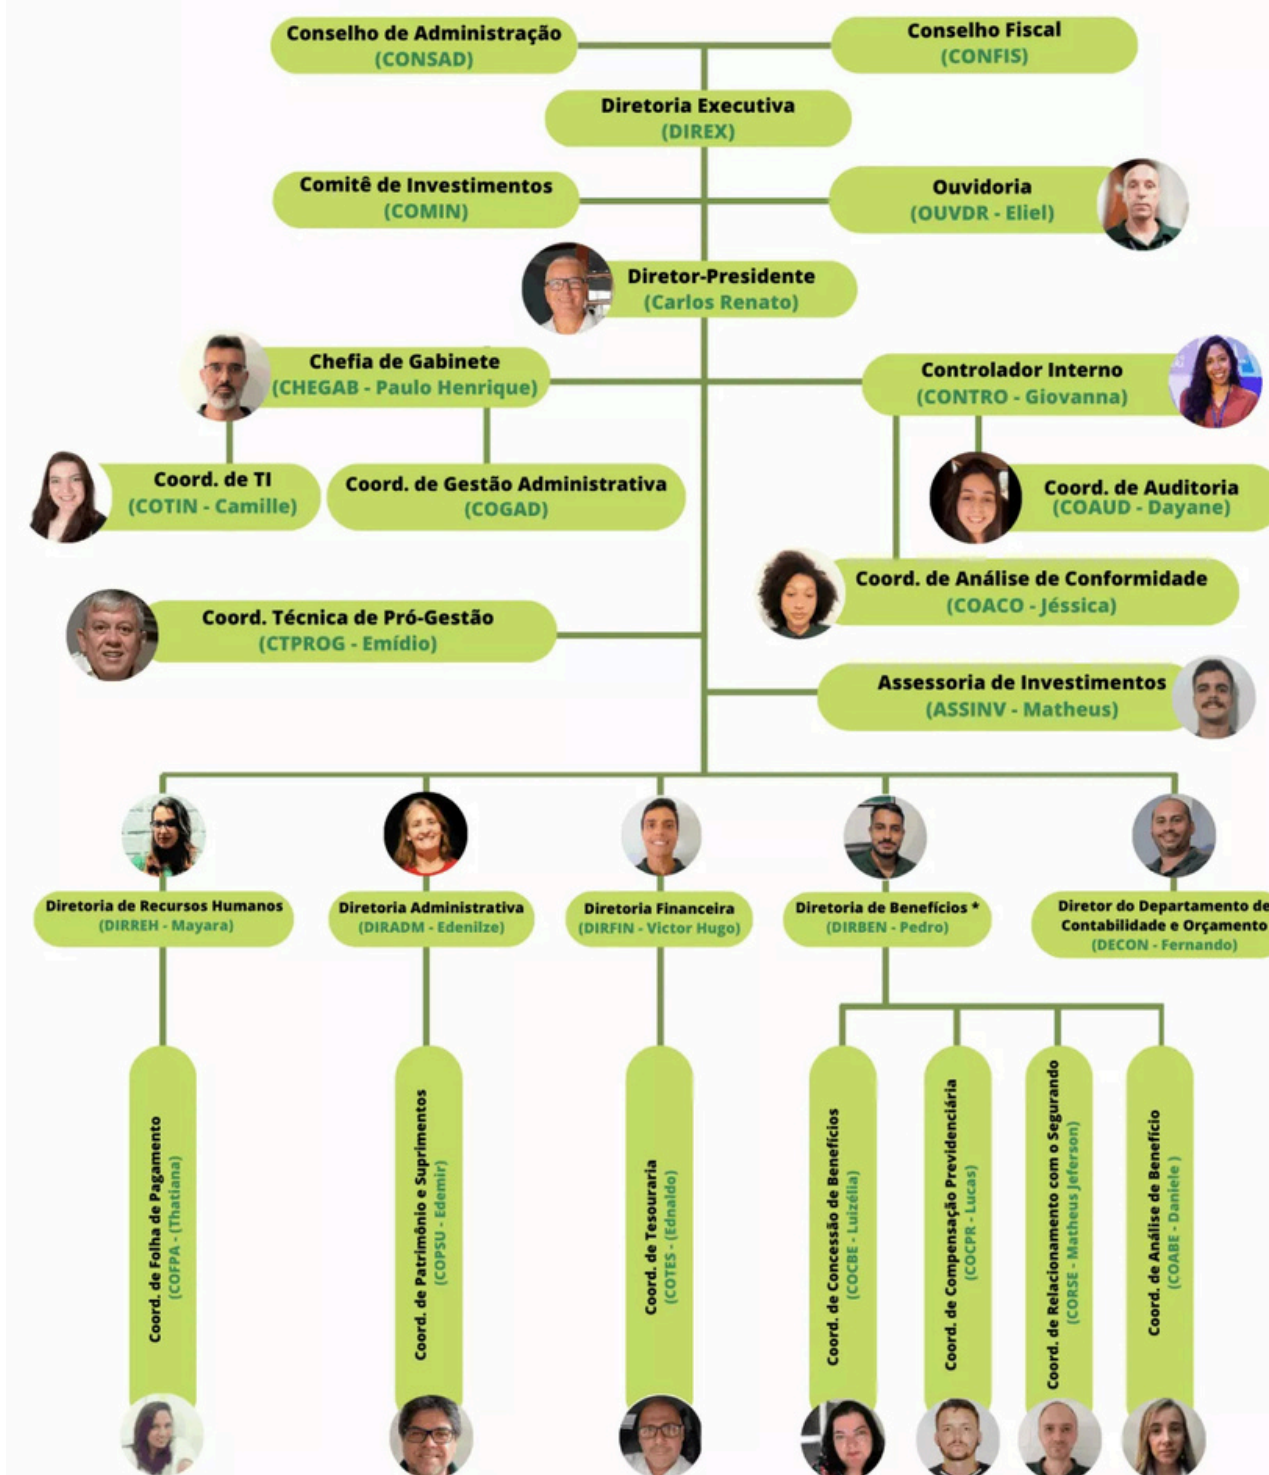 Conselho de Administração
(CONSAD)
Conselho Fiscal
(CONFIS)
Diretoria Executiva
(DIREX)
Comitê de Investimentos
(COMIN)
Ouvidoria
(OUVDR - Eliel)
Diretor-Presidente
(Carlos Renato)
Chefia de Gabinete
(CHEGAB - Paulo Henrique)
Controlador Interno
(CONTRO - Giovanna)
Coord. de TI
(COTIN - Camille)
Coord. de Gestão Administrativa
(COGAD)
Coord. de Auditoria
(COAUD - Dayane)
Coord. de Análise de Conformidade
(COACO - Jéssica)
Coord. Técnica de Pró-Gestão
(CTPROG - Emídio)
Assessoria de Investimentos
(ASSINV - Matheus)
Diretoria de Recursos Humanos
(DIRREH - Mayara)
Diretoria Administrativa
(DIRADM - Edenilze)
Diretoria Financeira
(DIRFIN - Victor Hugo)
Diretoria de Benefícios *
(DIRBEN - Pedro)
Diretor do Departamento de
Contabilidade e Orçamento
(DECON - Fernando)
Coord. de Folha de Pagamento
(COFPA - (Thatiana)
Coord. de Patrimônio e Suprimentos
(COPSU - Edemir)
Coord. de Tesouraria
(COTES - (Ednaldo)
Coord. de Concessão de Benefícios
(COCBE - Luizélia)
Coord. de Compensação Previdenciária
(COCPR - Lucas)
Coord. de Relacionamento com o Segurando
(CORSE - Matheus Jeferson)
Coord. de Análise de Benefício
(COABE - Daniele )